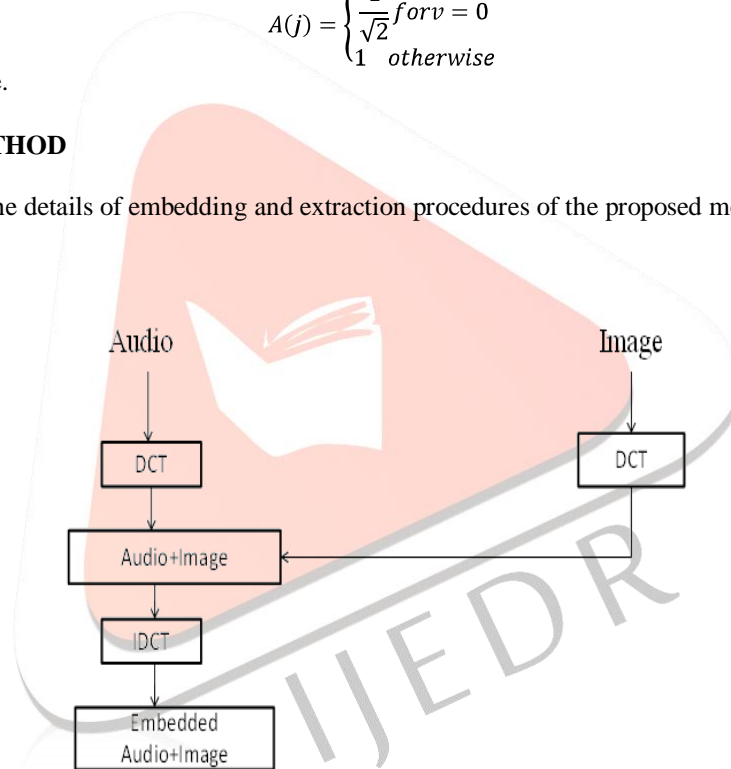 A(j) = { 1/√2 forv = 0
1 otherwise
e.
THOD
he details of embedding and extraction procedures of the proposed m
Audio Image
DCT DCT
Audio+Image
IDCT
Embedded
Audio+Image
IJEDR